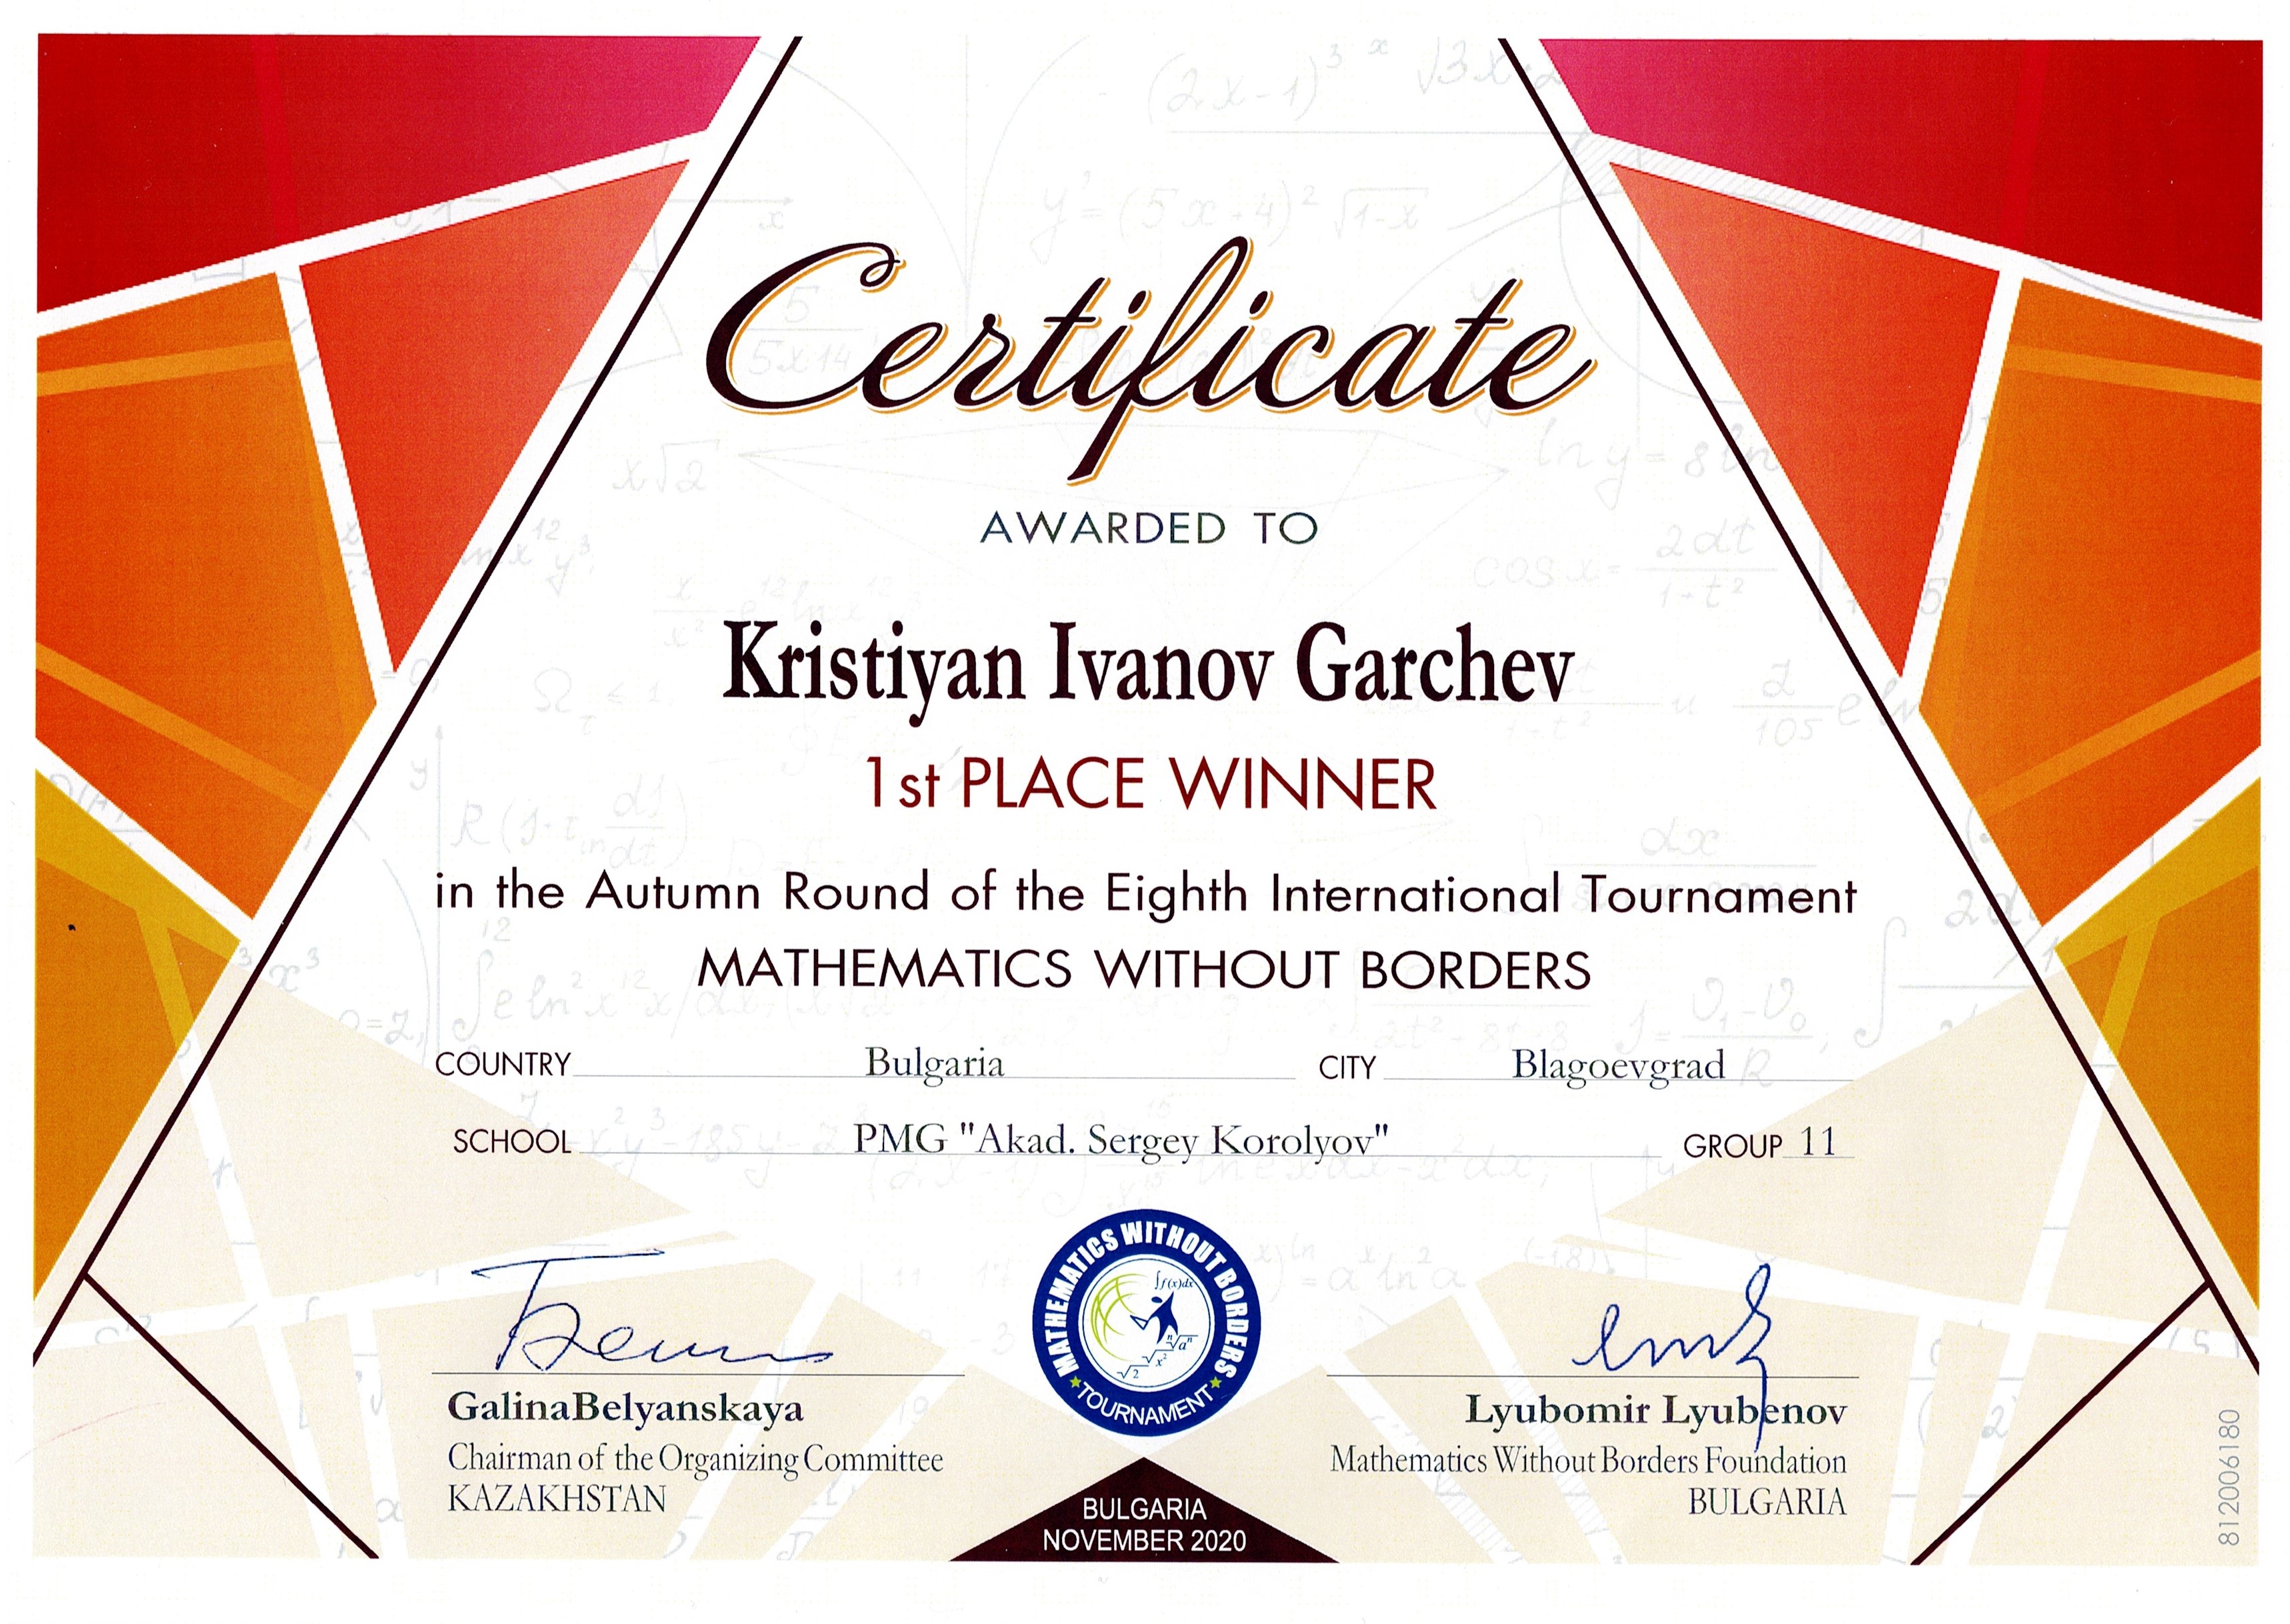 Certificate
AWARDED TO
Kristiyan Ivanov Garchev
1st PLACE WINNER
in the Autumn Round of the Eighth International Tournament
MATHEMATICS WITHOUT BORDERS
COUNTRY Bulgaria CITY Blagoevgrad
SCHOOL PMG "Akad. Sergey Korolyov" GROUP 11
MATHEMATICS WITHOUT BORDERS
TOURNAMENT
GalinaBelyanskaya
Chairman of the Organizing Committee
KAZAKHSTAN
Lyubomir Lyubenov
Mathematics Without Borders Foundation
BULGARIA
BULGARIA
NOVEMBER 2020
812006180